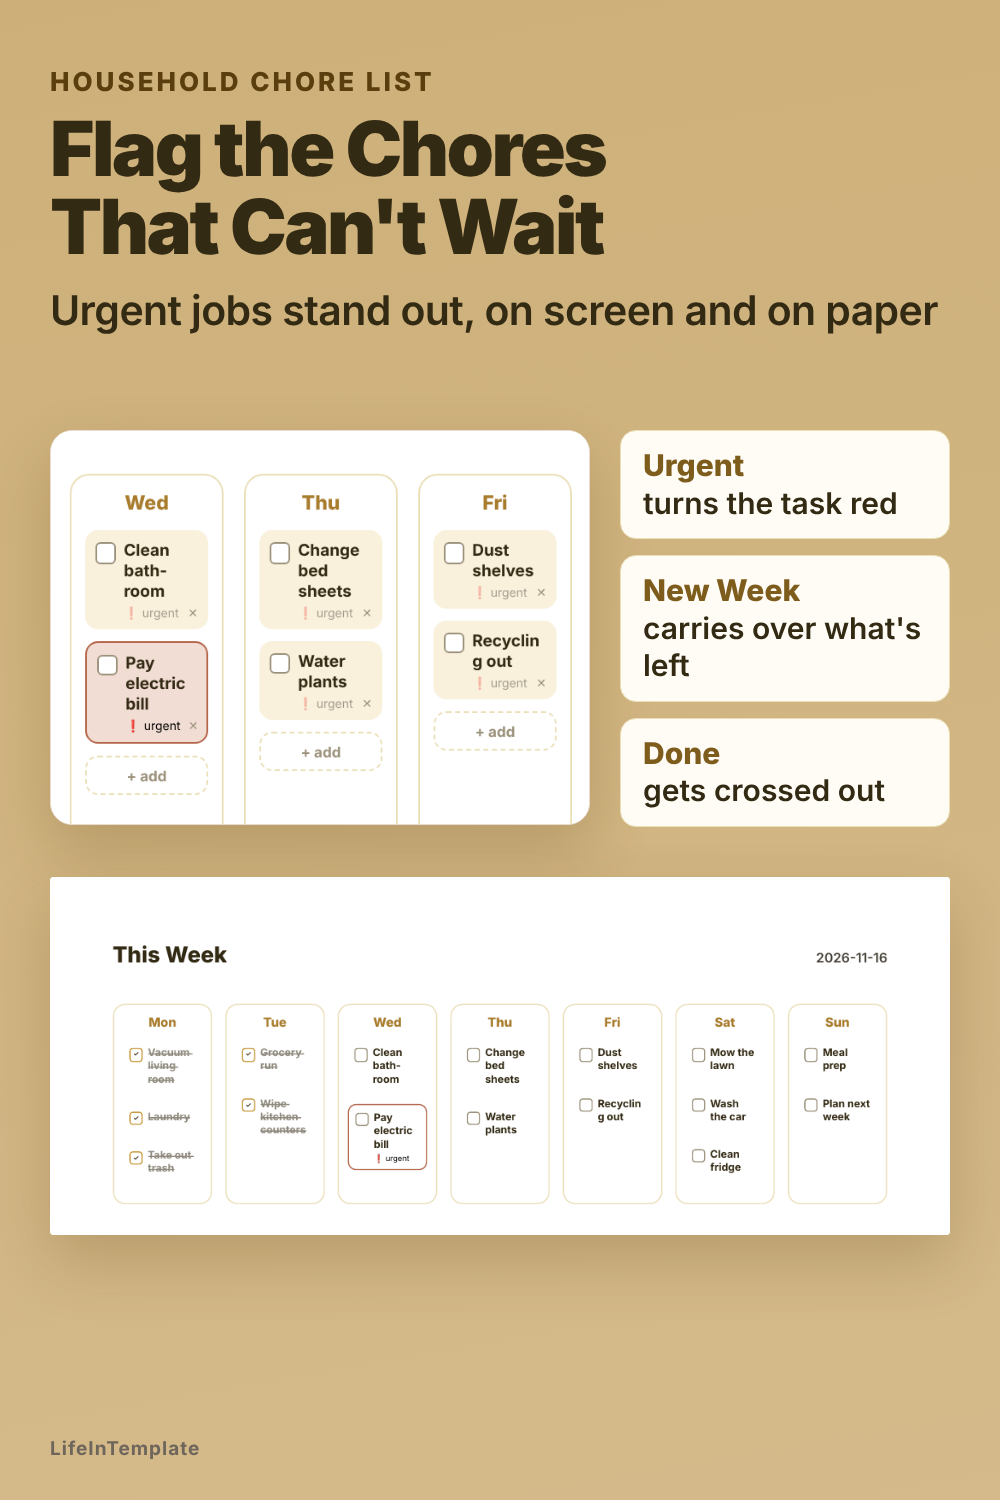 HOUSEHOLD CHORE LIST
Flag the Chores
That Can't Wait
Urgent jobs stand out, on screen and on paper
Wed
Clean
bath-
room
❗ urgent ×
Pay
electric
bill
❗ urgent ×
+ add
Thu
Change
bed
sheets
❗ urgent ×
Water
plants
❗ urgent ×
+ add
Fri
Dust
shelves
❗ urgent ×
Recyclin
g out
❗ urgent ×
+ add
Urgent
turns the task red
New Week
carries over what's
left
Done
gets crossed out
This Week
2026-11-16
Mon
Vacuum
living
room
Laundry
Take out
trash
Tue
Grocery
run
Wipe
kitchen
counters
Wed
Clean
bath-
room
Pay
electric
bill
❗ urgent
Thu
Change
bed
sheets
Water
plants
Fri
Dust
shelves
Recyclin
g out
Sat
Mow the
lawn
Wash
the car
Clean
fridge
Sun
Meal
prep
Plan next
week
LifeInTemplate